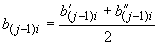 b_{(j-1)i} = \frac{b'_{(j-1)i} + b''_{(j-1)i}}{2}